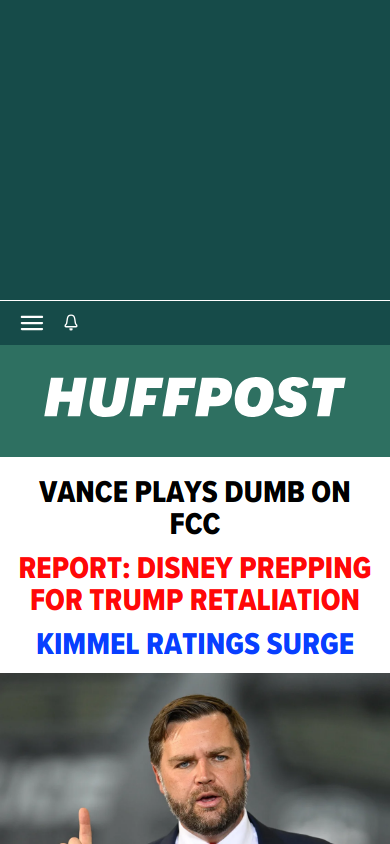 HUFFPOST
VANCE PLAYS DUMB ON
FCC
REPORT: DISNEY PREPPING
FOR TRUMP RETALIATION
KIMMEL RATINGS SURGE